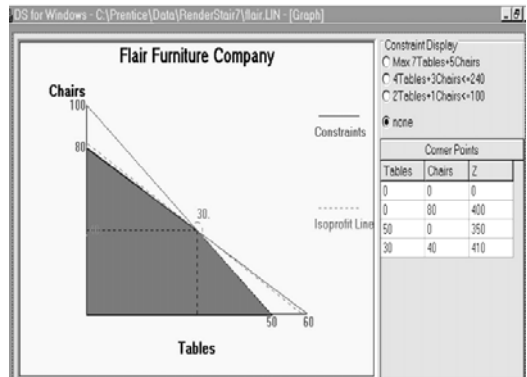 DS for Windows - C:\Prentice\Data\RenderStair7\flair.LIN - [Graph]
Flair Furniture Company
Chairs
100
80
30.
50
60
Tables
Constraints
Isoprofit Line
Constraint Display
Max 7Tables+5Chairs
4Tables+3Chairs<=240
2Tables+1Chairs<=100
none
Corner Points
Tables Chairs Z
0 0 0
0 80 400
50 0 350
30 40 410